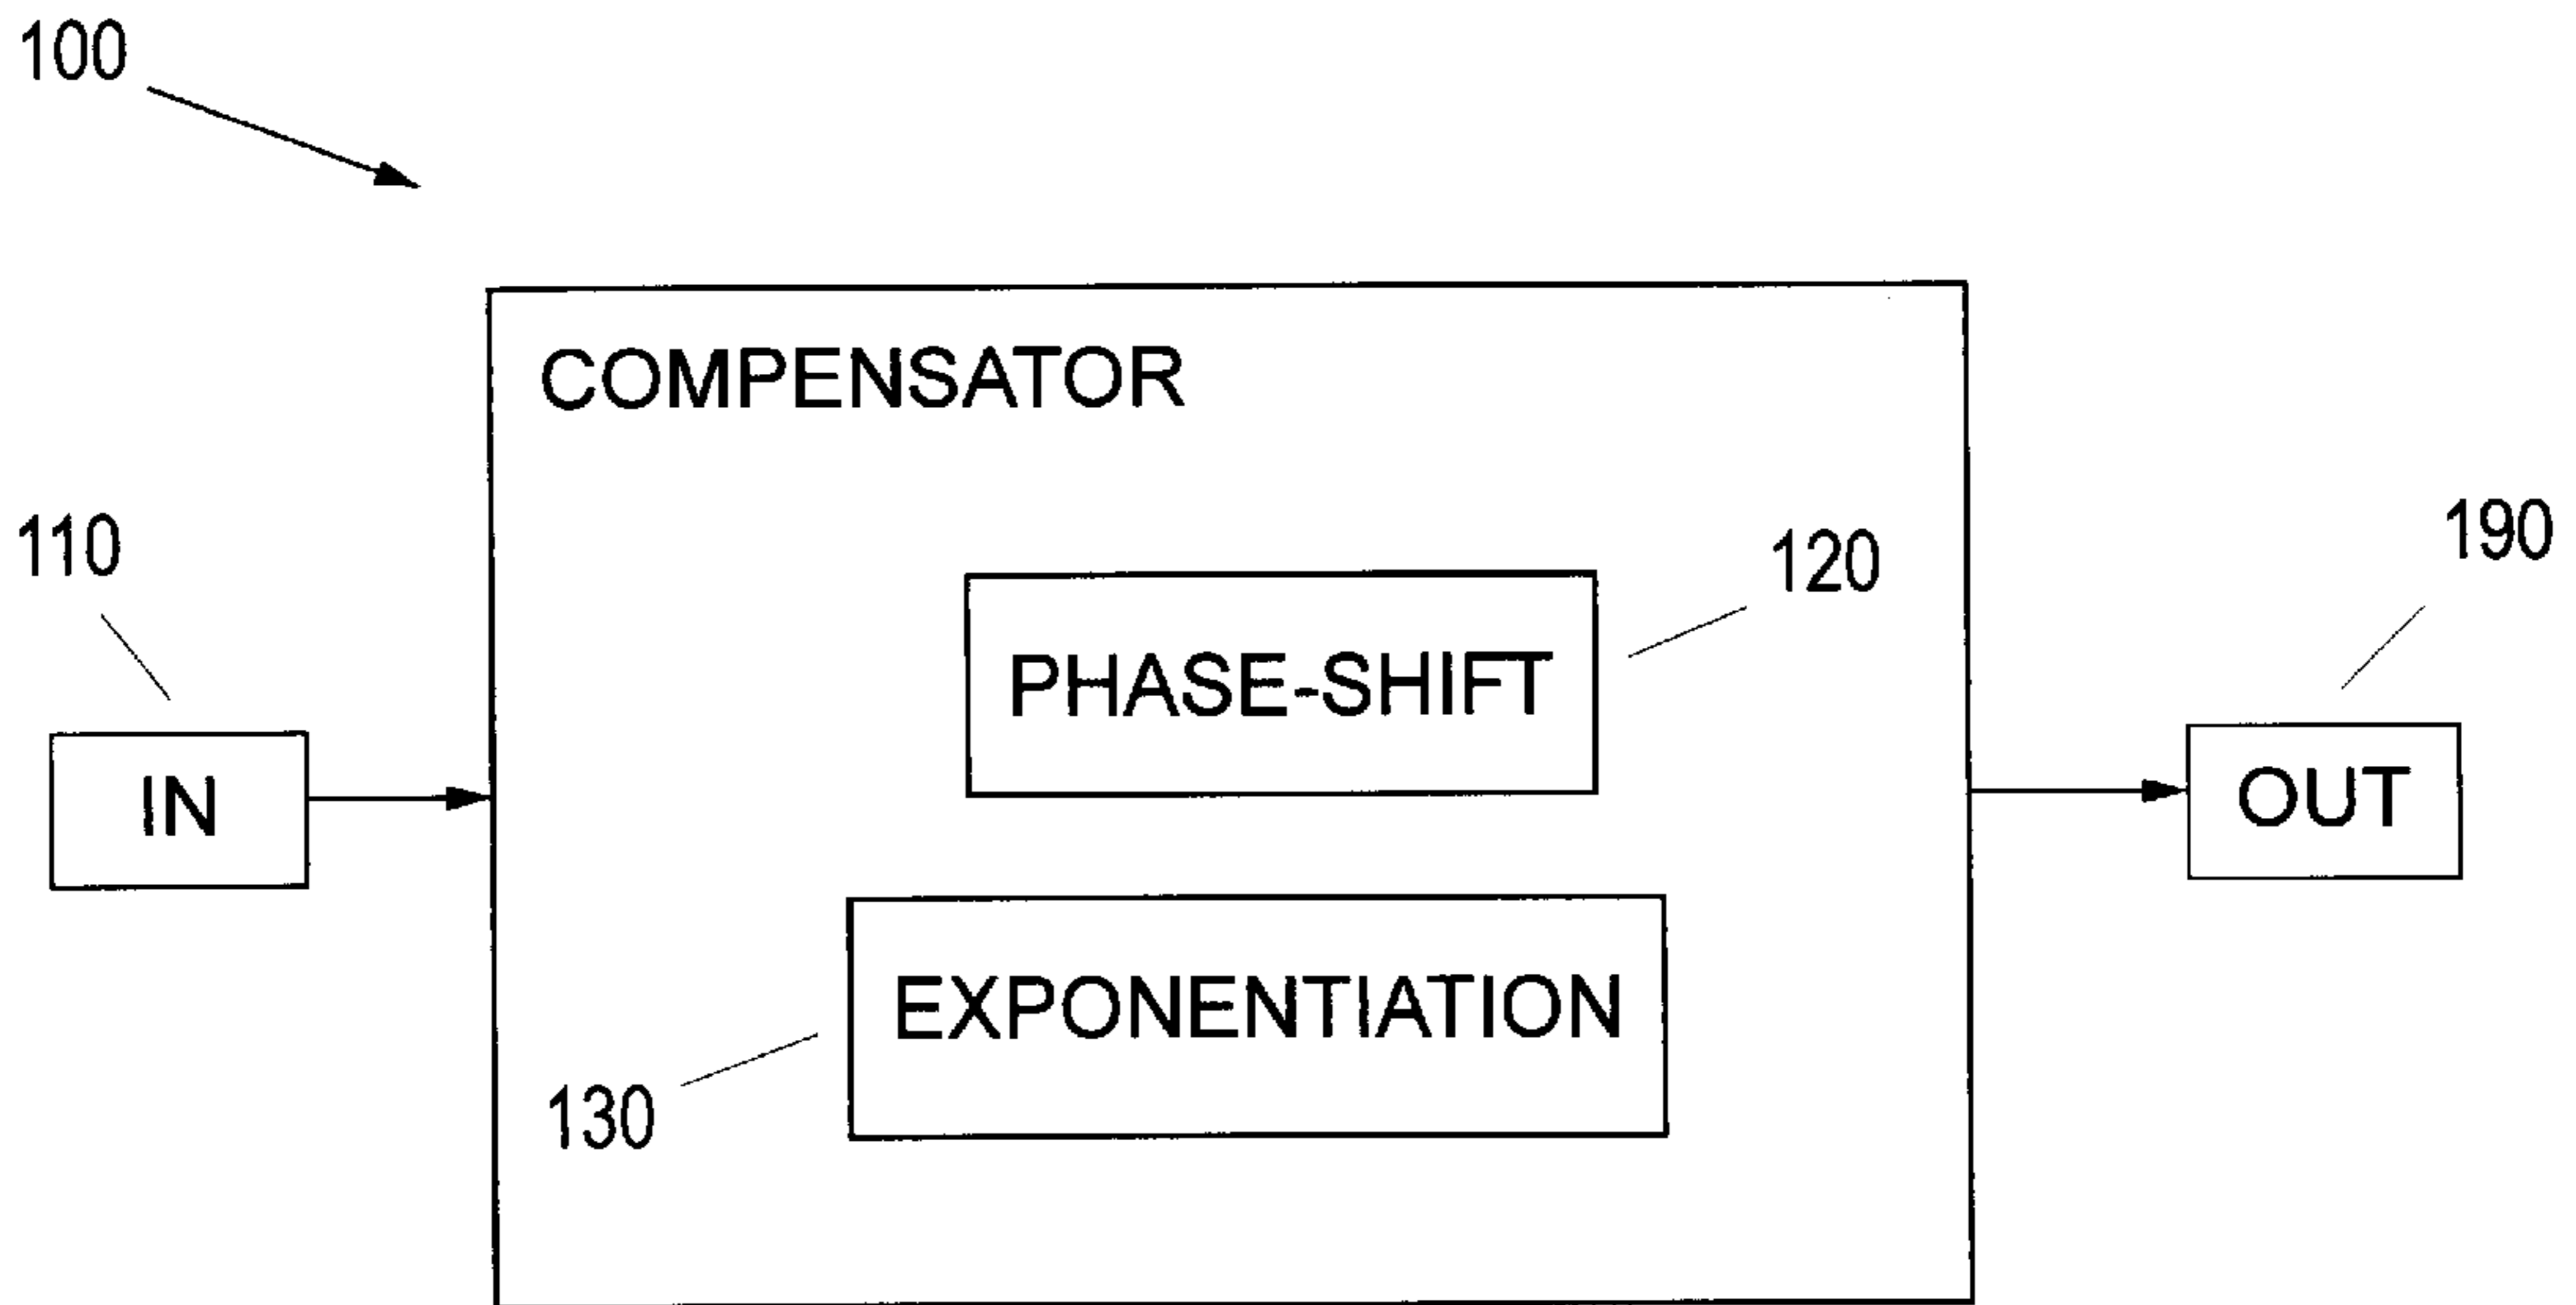 100
COMPENSATOR
110
190
120
PHASE-SHIFT
IN
OUT
EXPONENTIATION
130